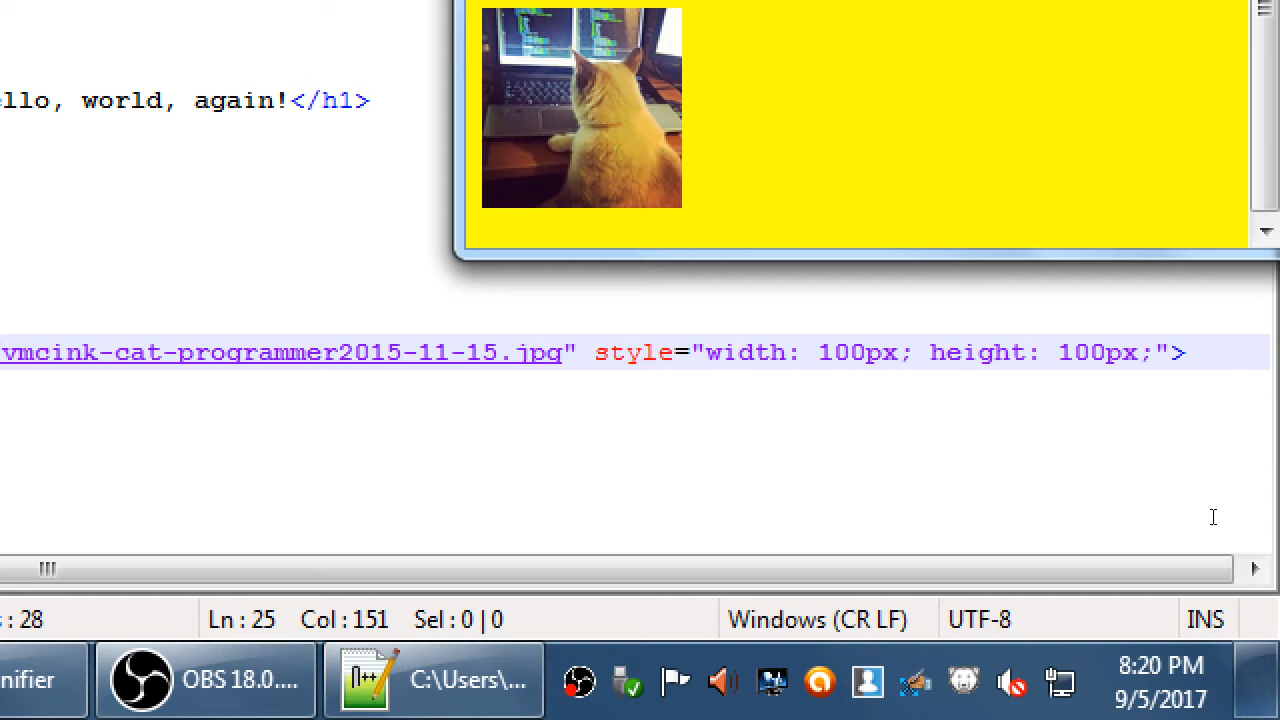 llo, world, again!</h1>
vmcink-cat-programmer2015-11-15.jpg" style="width: 100px; height: 100px;">
: 28 Ln : 25 Col : 151 Sel : 0 | 0 Windows (CR LF) UTF-8 INS
nifier OBS 18.0.... C:\Users\... 8:20 PM
9/5/2017